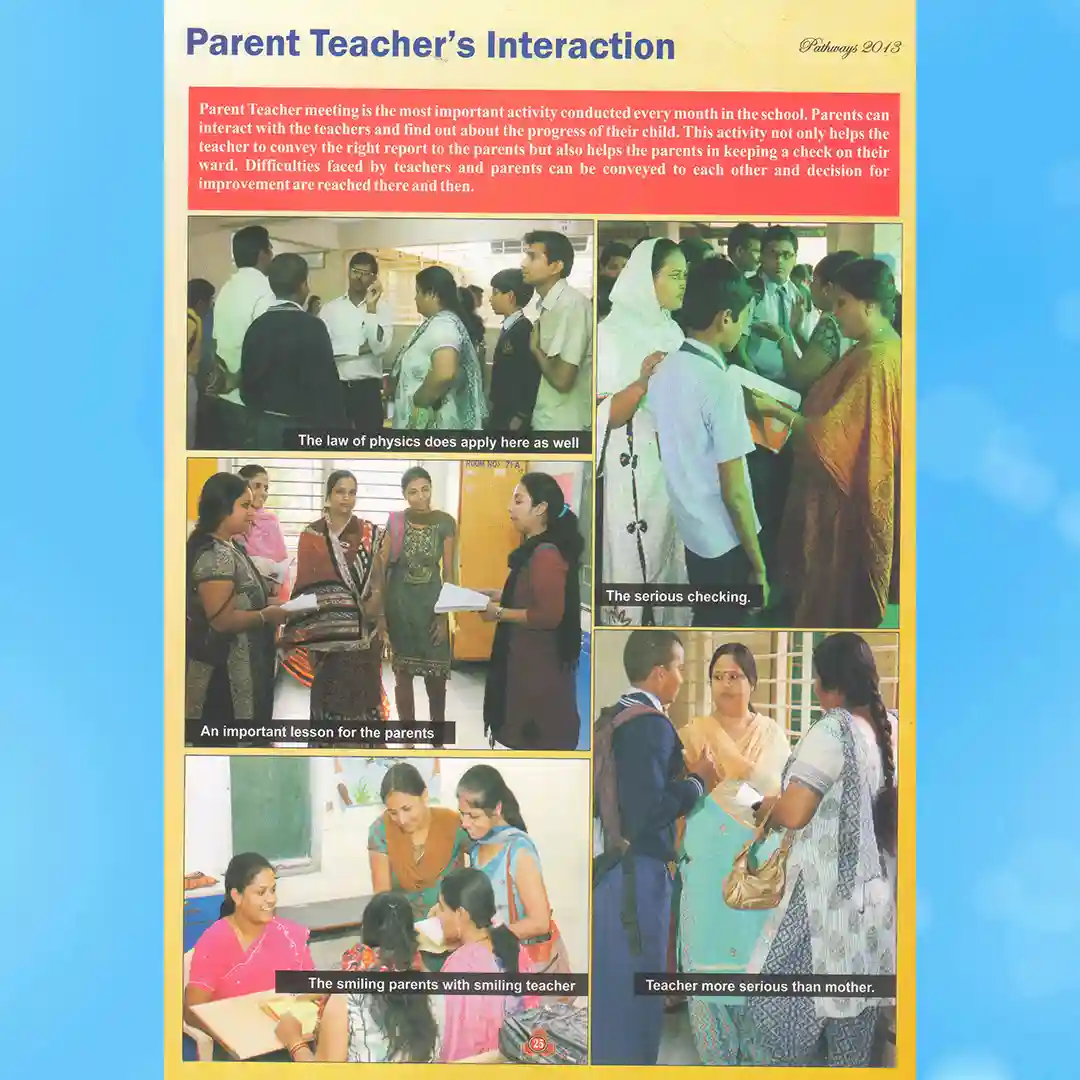 Parent Teacher's Interaction
Pathways 2013
Parent Teacher meeting is the most important activity conducted every month in the school. Parents can
interact with the teachers and find out about the progress of their child. This activity not only helps the
teacher to convey the right report to the parents but also helps the parents in keeping a check on their
ward. Difficulties faced by teachers and parents can be conveyed to each other and decision for
improvement are reached there and then.
The law of physics does apply here as well
The serious checking.
ROOM NO: 71-A
An important lesson for the parents
The smiling parents with smiling teacher
Teacher more serious than mother.
25